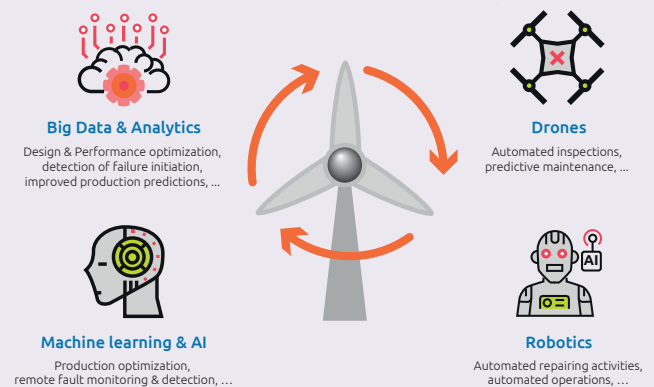 Big Data & Analytics
Design & Performance optimization,
detection of failure initiation,
improved production predictions, ...
Drones
Automated inspections,
predictive maintenance, ...
Machine learning & AI
Production optimization,
remote fault monitoring & detection, …
AI
Robotics
Automated repairing activities,
automated operations, …